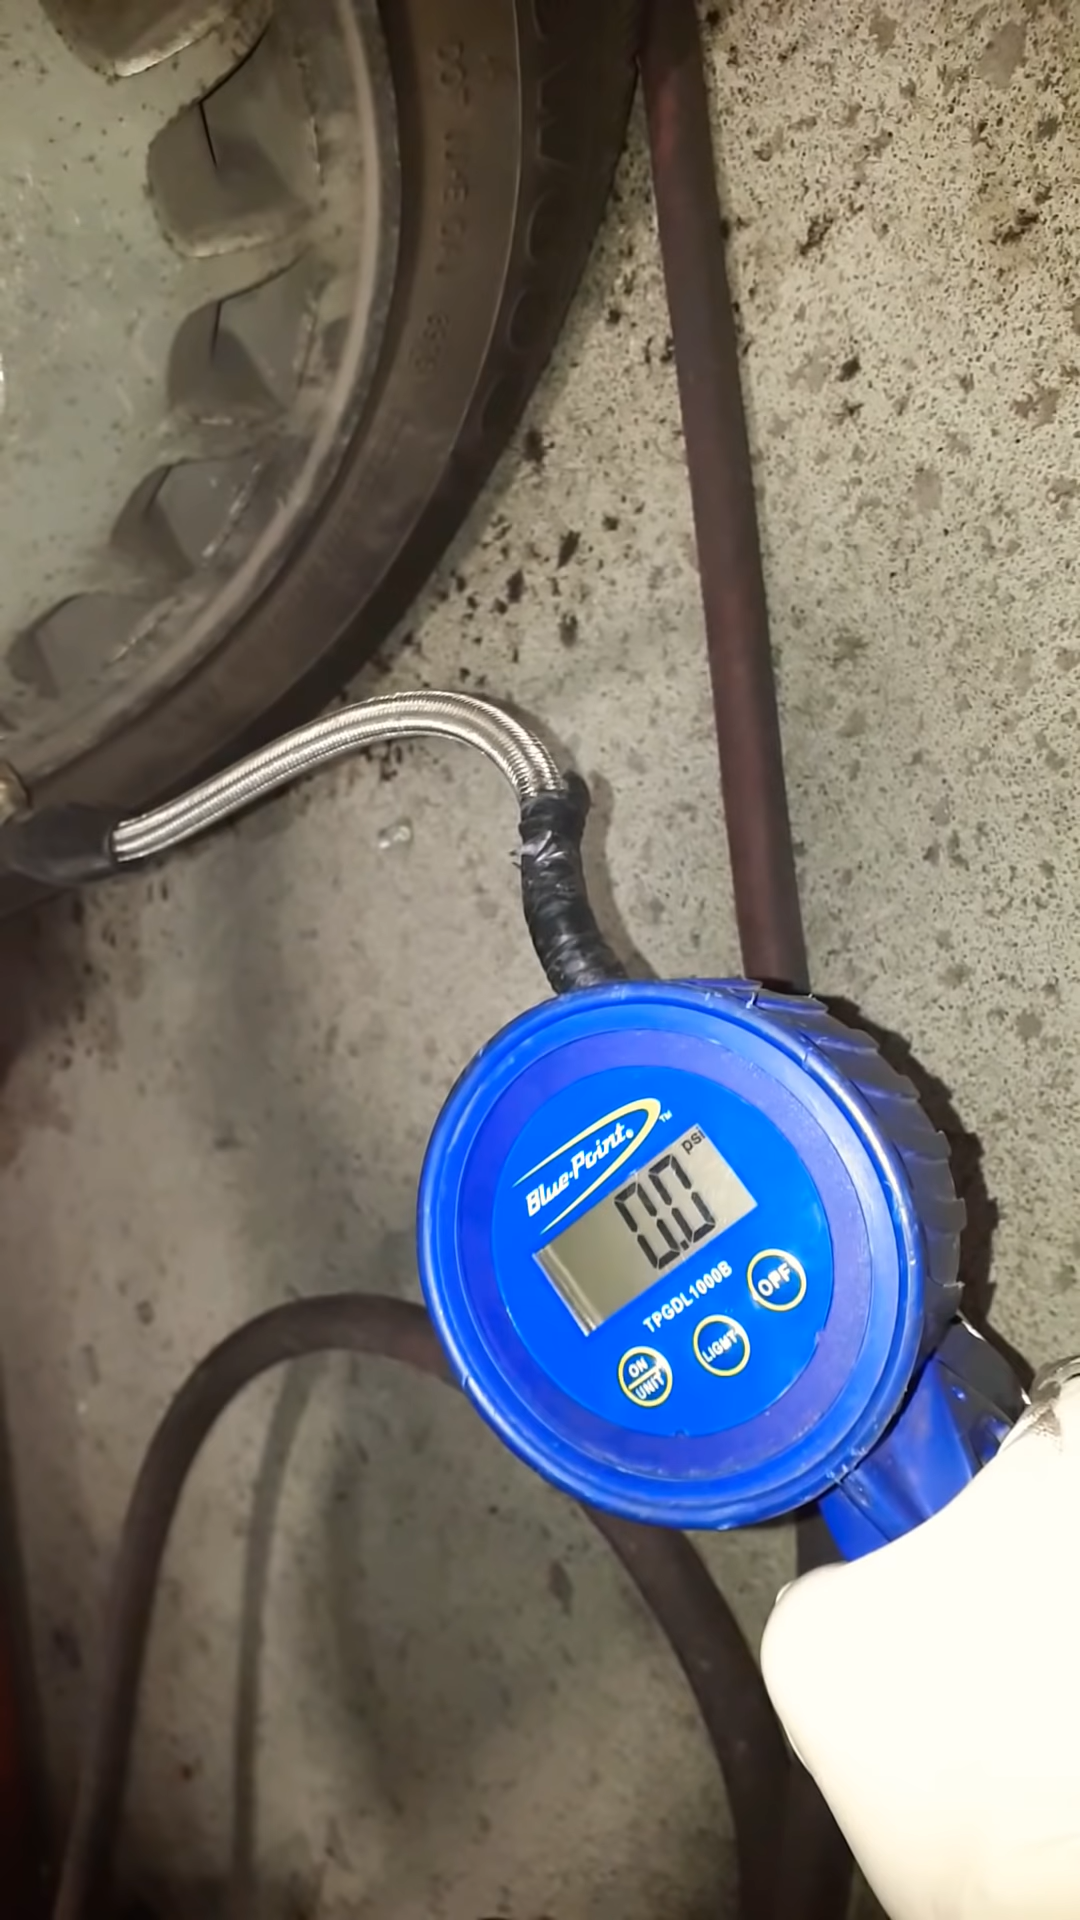 Blue-Point®™
0.0 psi
TPGDL1000B
ON
UNIT
LIGHT
OFF